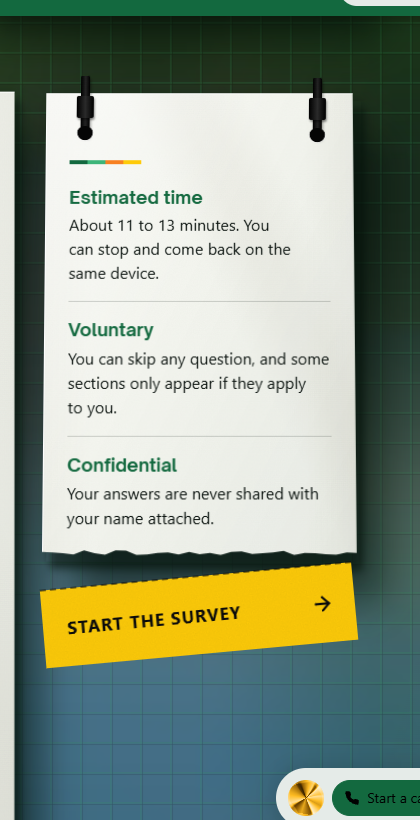 Estimated time
About 11 to 13 minutes. You
can stop and come back on the
same device.
Voluntary
You can skip any question, and some
sections only appear if they apply
to you.
Confidential
Your answers are never shared with
your name attached.
START THE SURVEY
Start a